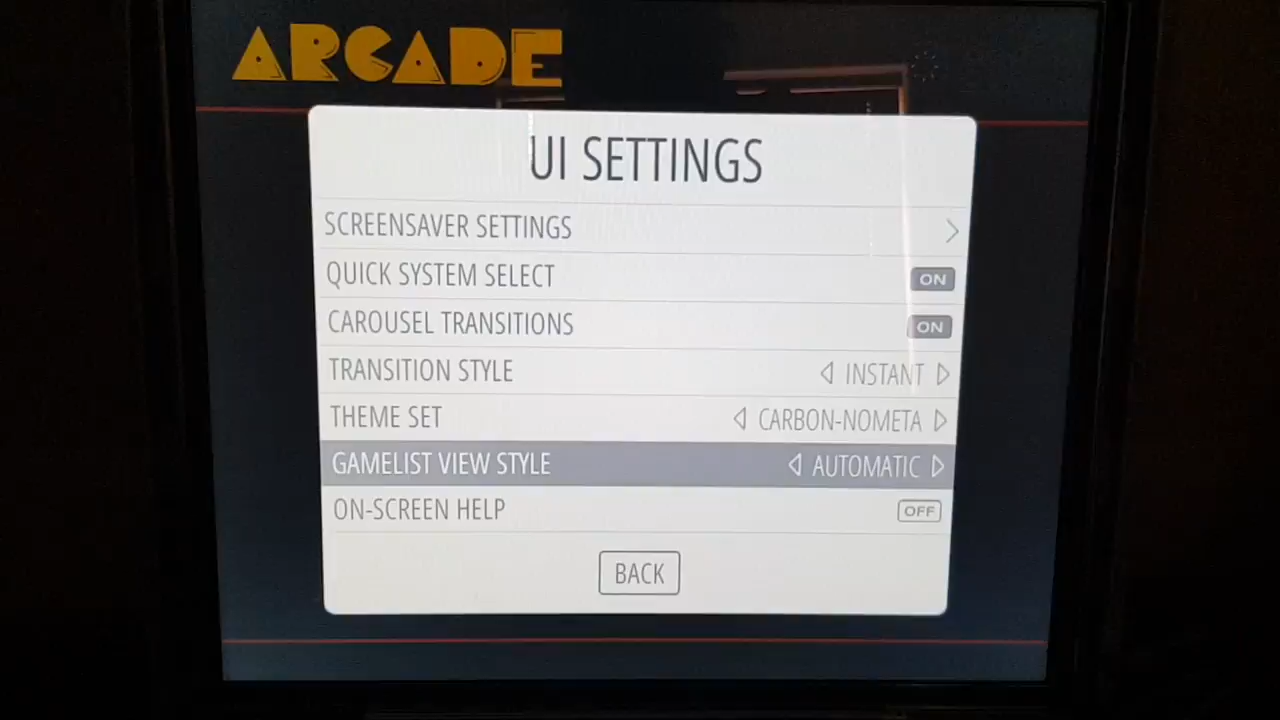 ARCADE
UI SETTINGS
SCREENSAVER SETTINGS
QUICK SYSTEM SELECT ON
CAROUSEL TRANSITIONS ON
TRANSITION STYLE INSTANT
THEME SET CARBON-NOMETA
GAMELIST VIEW STYLE AUTOMATIC
ON-SCREEN HELP OFF
BACK